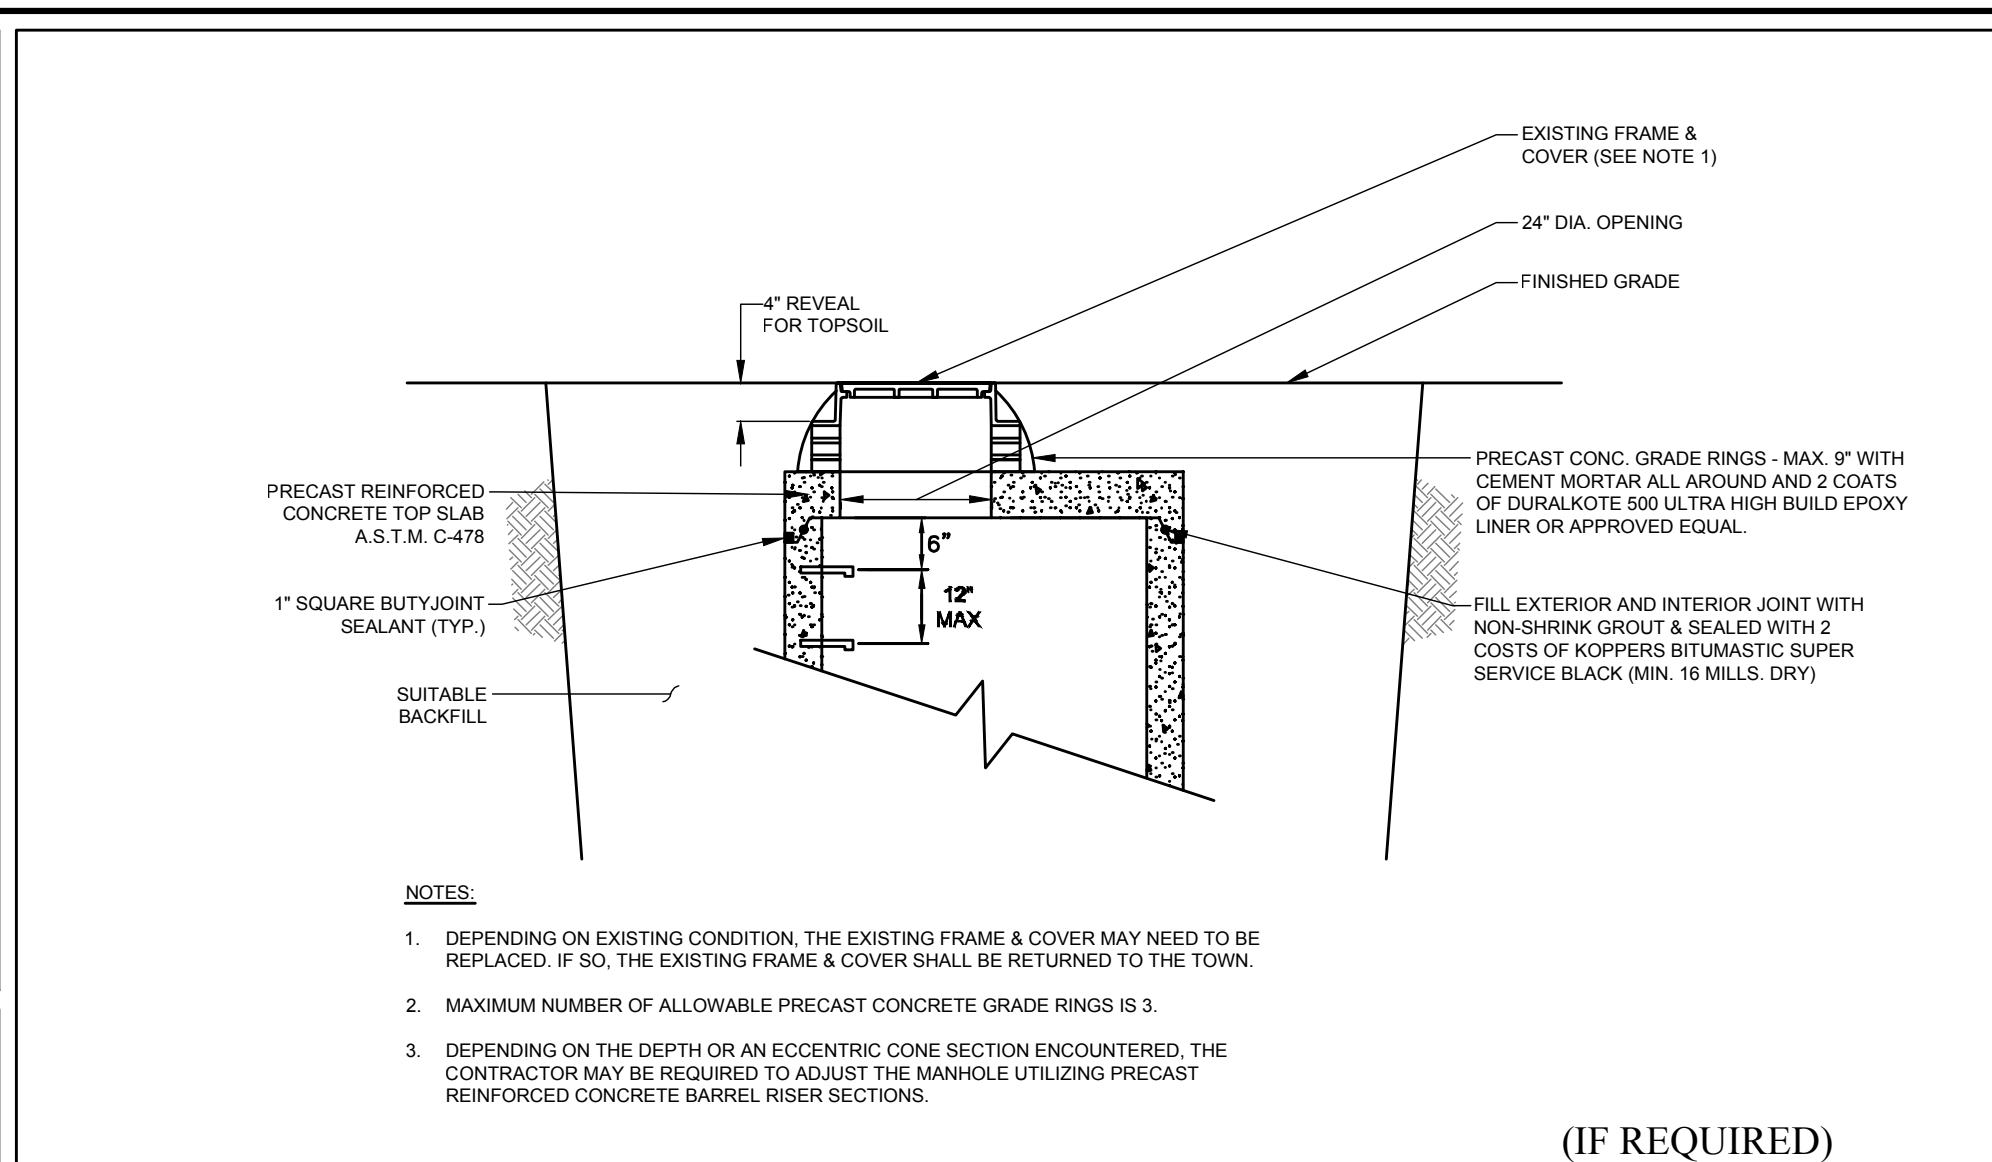 EXISTING FRAME &
COVER (SEE NOTE 1)
24" DIA. OPENING
FINISHED GRADE
4" REVEAL
FOR TOPSOIL
PRECAST CONC. GRADE RINGS - MAX. 9" WITH
CEMENT MORTAR ALL AROUND AND 2 COATS
OF DURALKOTE 500 ULTRA HIGH BUILD EPOXY
LINER OR APPROVED EQUAL.
PRECAST REINFORCED
CONCRETE TOP SLAB
A.S.T.M. C-478
6"
12"
MAX
1" SQUARE BUTYJOINT
SEALANT (TYP.)
FILL EXTERIOR AND INTERIOR JOINT WITH
NON-SHRINK GROUT & SEALED WITH 2
COSTS OF KOPPERS BITUMASTIC SUPER
SERVICE BLACK (MIN. 16 MILLS. DRY)
SUITABLE
BACKFILL
NOTES:
1. DEPENDING ON EXISTING CONDITION, THE EXISTING FRAME & COVER MAY NEED TO BE
REPLACED. IF SO, THE EXISTING FRAME & COVER SHALL BE RETURNED TO THE TOWN.
2. MAXIMUM NUMBER OF ALLOWABLE PRECAST CONCRETE GRADE RINGS IS 3.
3. DEPENDING ON THE DEPTH OR AN ECCENTRIC CONE SECTION ENCOUNTERED, THE
CONTRACTOR MAY BE REQUIRED TO ADJUST THE MANHOLE UTILIZING PRECAST
REINFORCED CONCRETE BARREL RISER SECTIONS.
(IF REQUIRED)